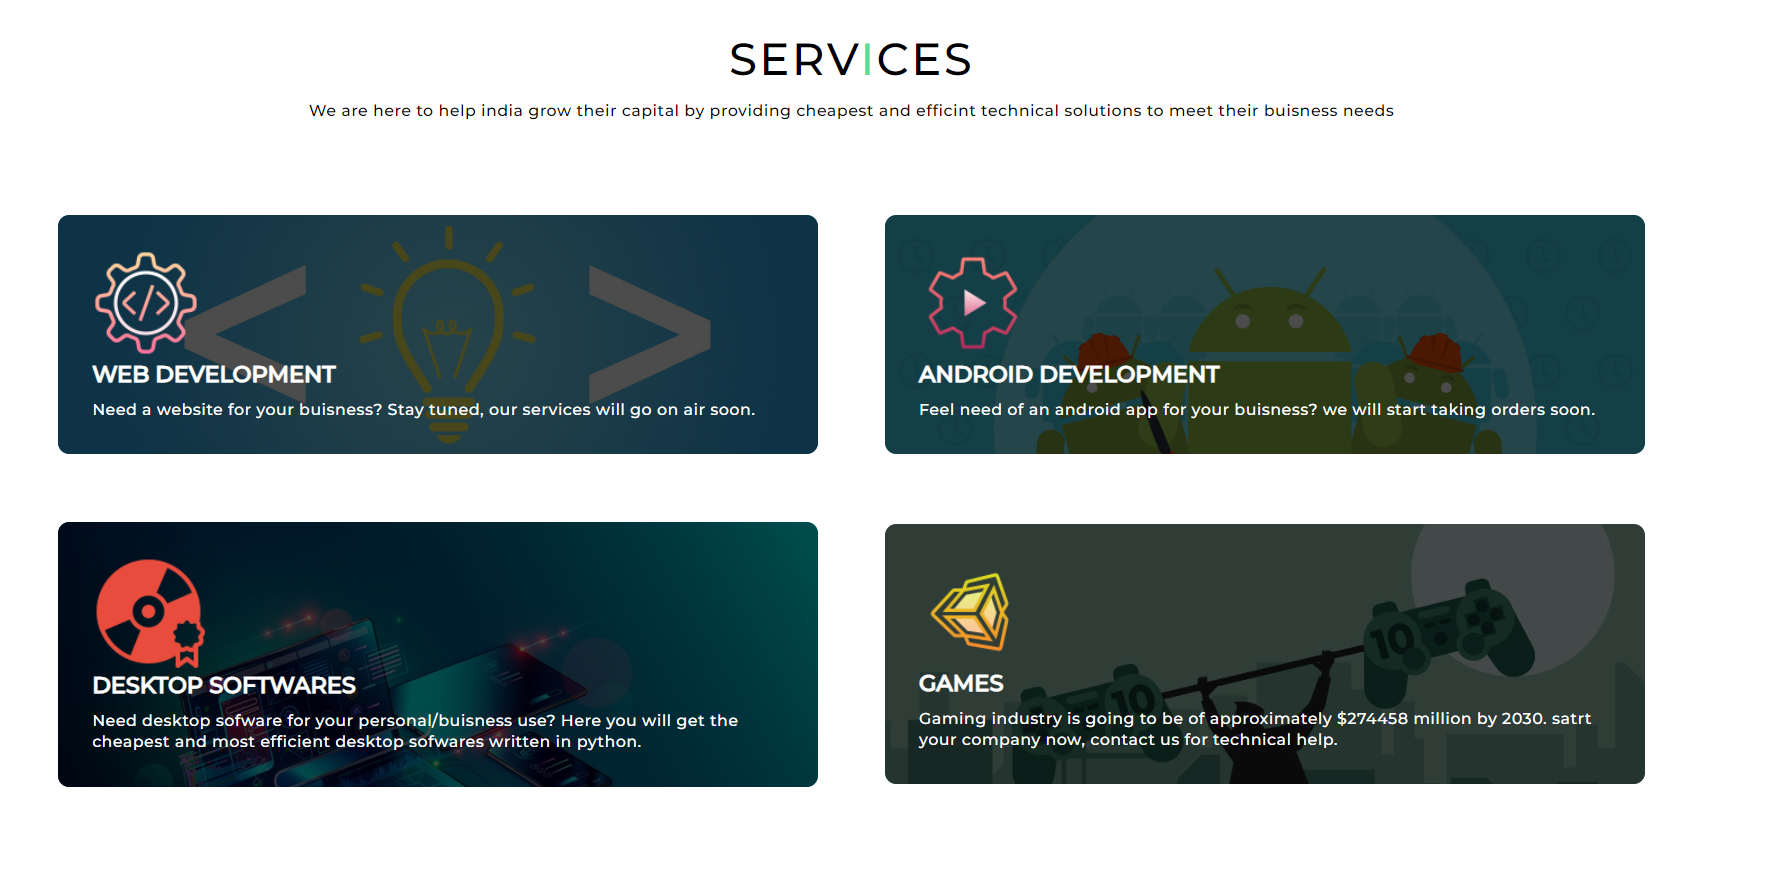 SERVICES
We are here to help india grow their capital by providing cheapest and efficint technical solutions to meet their buisness needs
WEB DEVELOPMENT
Need a website for your buisness? Stay tuned, our services will go on air soon.
ANDROID DEVELOPMENT
Feel need of an android app for your buisness? we will start taking orders soon.
DESKTOP SOFTWARES
Need desktop sofware for your personal/buisness use? Here you will get the
cheapest and most efficient desktop sofwares written in python.
10
10
GAMES
Gaming industry is going to be of approximately $274458 million by 2030. satrt
your company now, contact us for technical help.